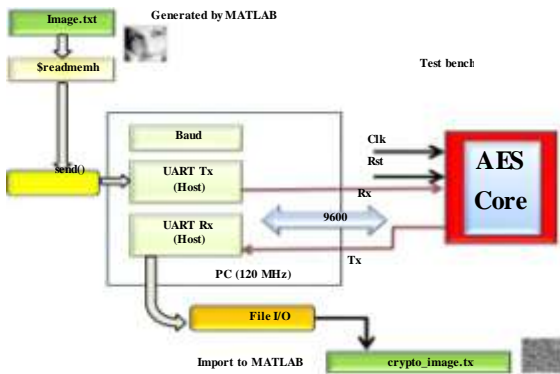 Image.txt
Generated by MATLAB
$readmemh
Test bench
send()
Baud
UART Tx
(Host)
UART Rx
(Host)
PC (120 MHz)
Clk
Rst
Rx
9600
Tx
AES
Core
File I/O
Import to MATLAB
crypto_image.tx